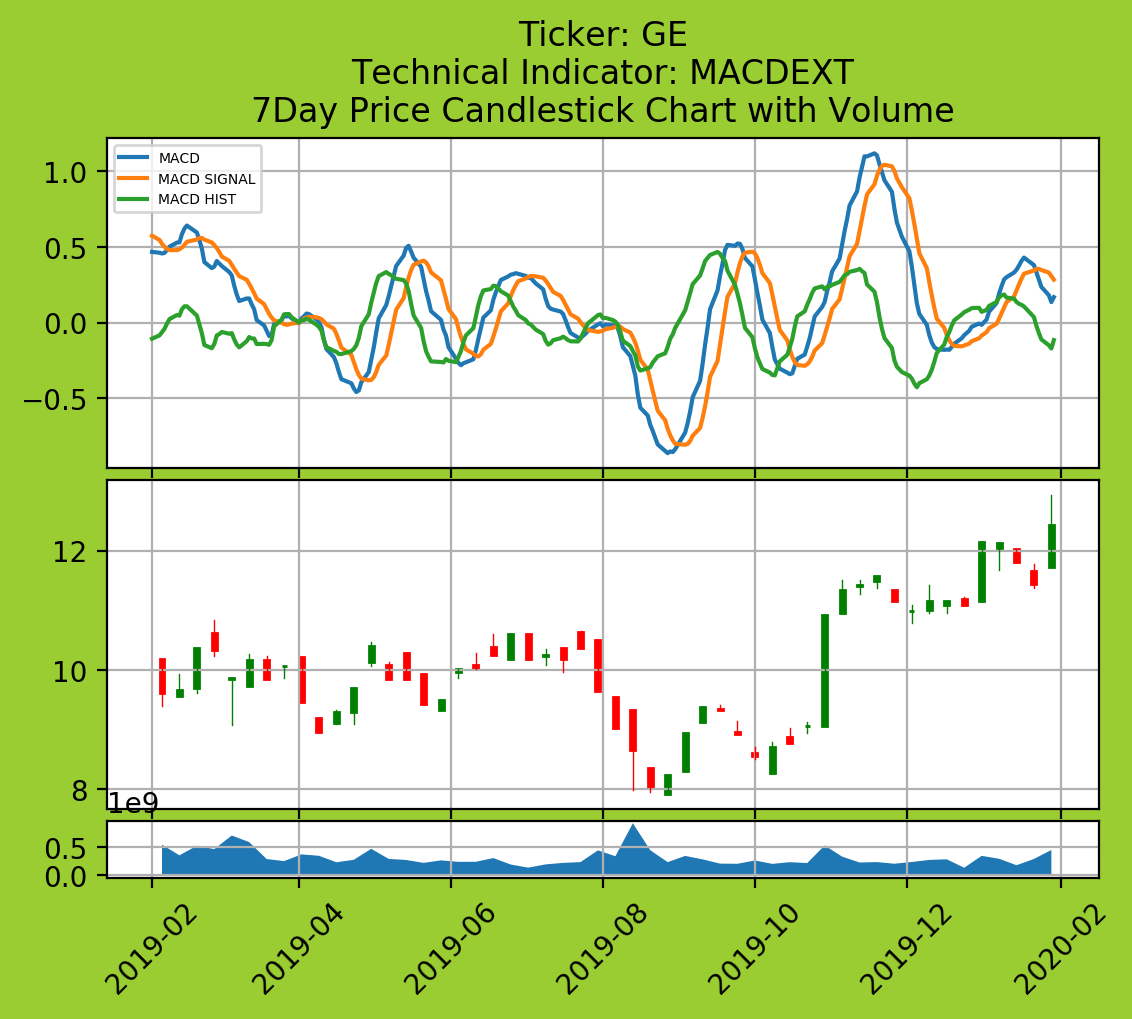 Ticker: GE
Technical Indicator: MACDEXT
7Day Price Candlestick Chart with Volume
MACD
MACD SIGNAL
MACD HIST
1.0
0.5
0.0
−0.5
12
10
8
1e9
0.5
0.0
2019-02
2019-04
2019-06
2019-08
2019-10
2019-12
2020-02